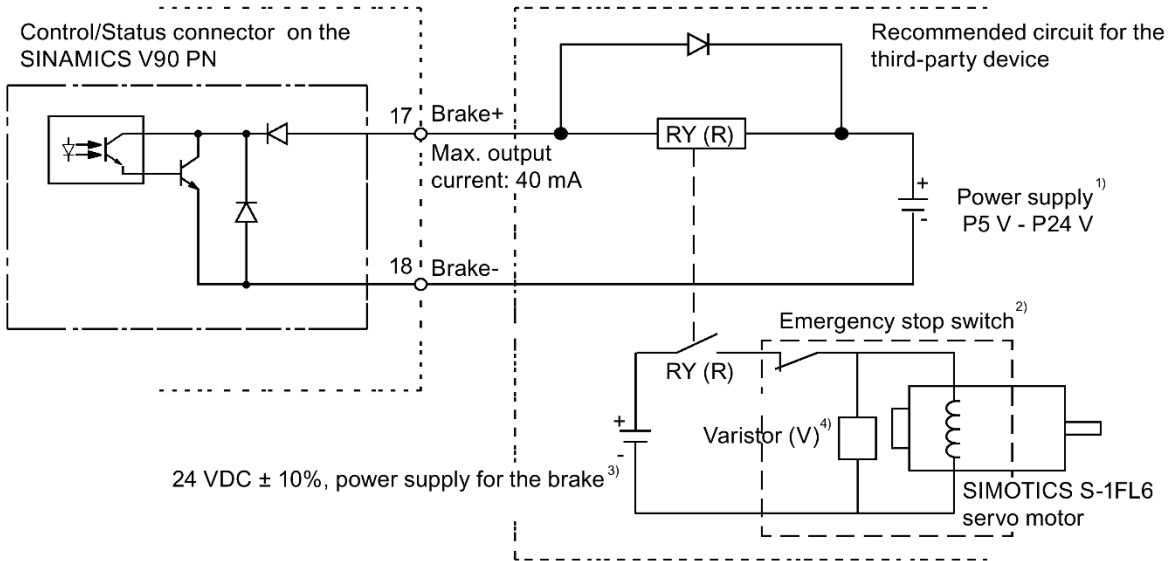 Control/Status connector on the
SINAMICS V90 PN
Recommended circuit for the
third-party device
17
Brake+
RY (R)
Max. output
current: 40 mA
+
-
Power supply 1)
P5 V - P24 V
18
Brake-
Emergency stop switch 2)
RY (R)
+
-
Varistor (V) 4)
24 VDC ± 10%, power supply for the brake 3)
SIMOTICS S-1FL6
servo motor